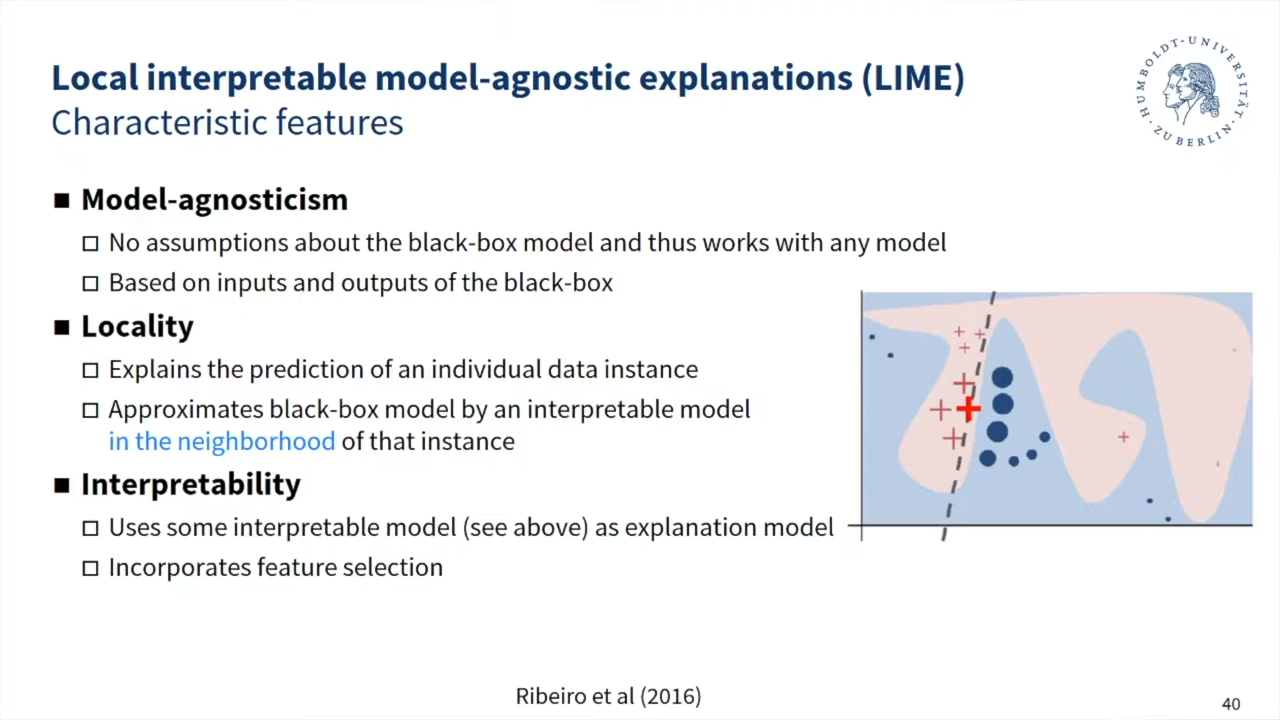 Local interpretable model-agnostic explanations (LIME)
Characteristic features
HUMBOLDT-UNIVERSITÄT · ZU BERLIN ·
■ Model-agnosticism
□ No assumptions about the black-box model and thus works with any model
□ Based on inputs and outputs of the black-box
■ Locality
□ Explains the prediction of an individual data instance
□ Approximates black-box model by an interpretable model
in the neighborhood of that instance
■ Interpretability
□ Uses some interpretable model (see above) as explanation model
□ Incorporates feature selection
Ribeiro et al (2016)
40